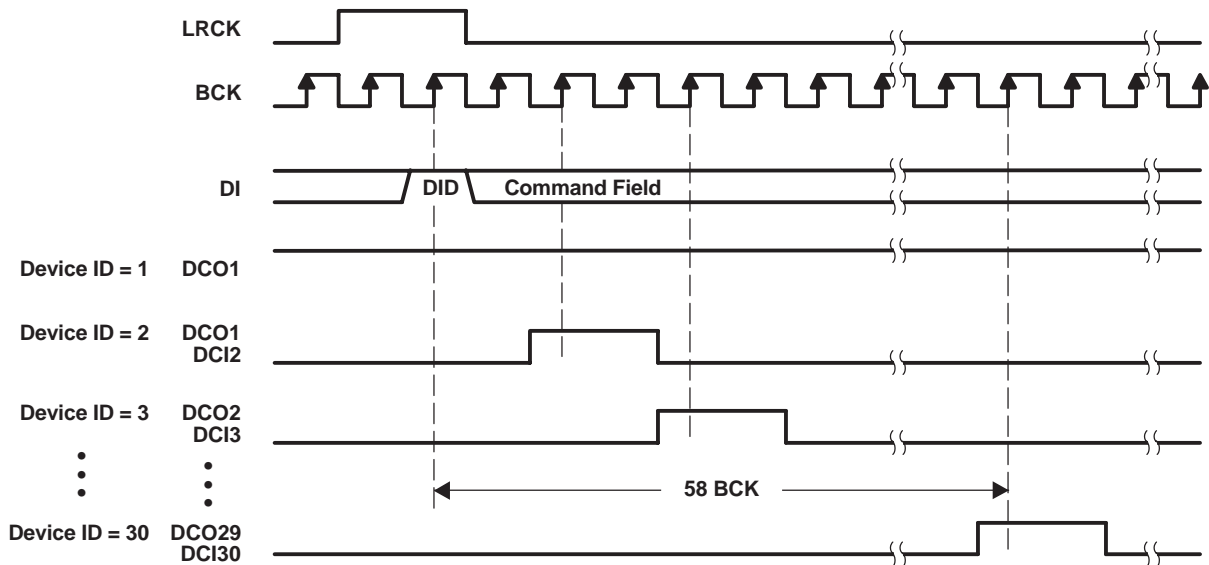 LRCK
BCK
DI
DID
Command Field
Device ID = 1 DCO1
Device ID = 2 DCO1
DCI2
Device ID = 3 DCO2
DCI3
58 BCK
Device ID = 30 DCO29
DCI30